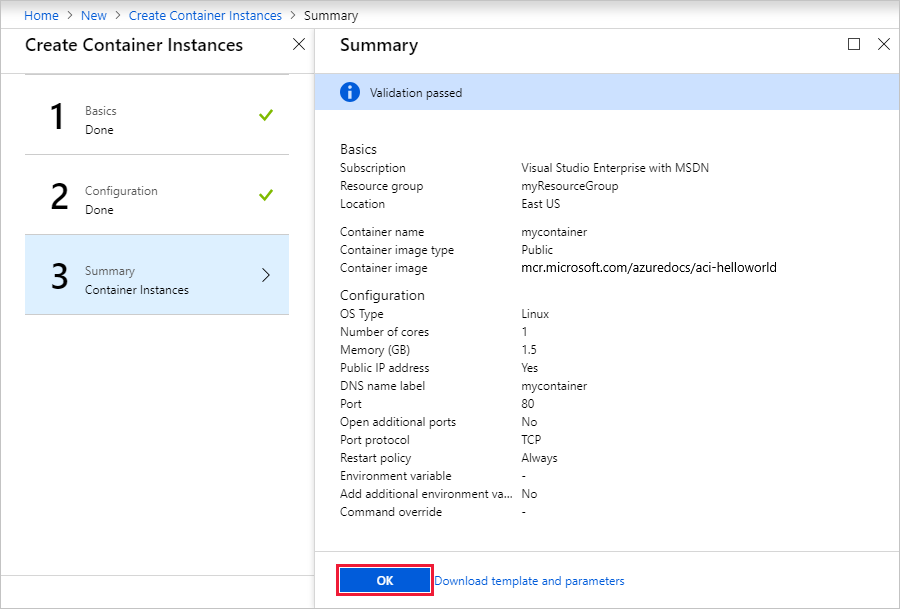 Home > New > Create Container Instances > Summary
Create Container Instances
1
Basics
Done
2
Configuration
Done
3
Summary
Container Instances
Summary
Validation passed
Basics
Subscription Visual Studio Enterprise with MSDN
Resource group myResourceGroup
Location East US
Container name mycontainer
Container image type Public
Container image mcr.microsoft.com/azuredocs/aci-helloworld
Configuration
OS Type Linux
Number of cores 1
Memory (GB) 1.5
Public IP address Yes
DNS name label mycontainer
Port 80
Open additional ports No
Port protocol TCP
Restart policy Always
Environment variable -
Add additional environment va... No
Command override -
OK Download template and parameters